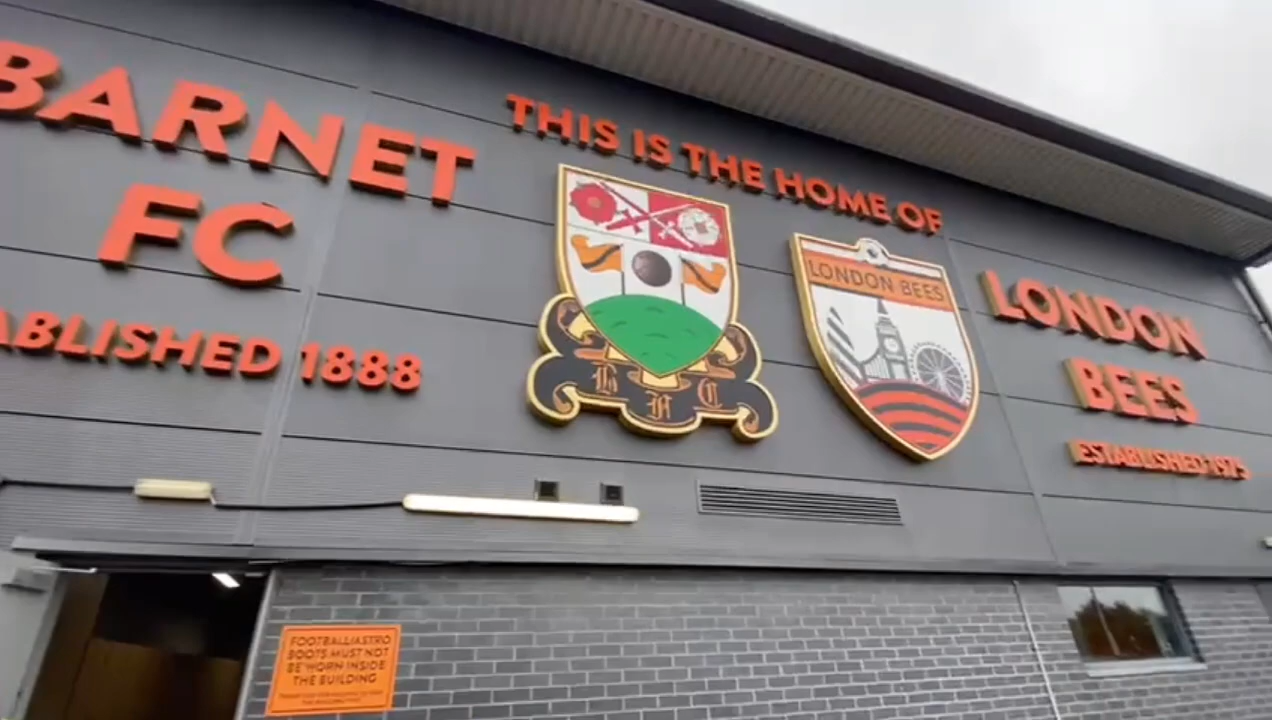 THIS IS THE HOME OF
BARNET
FC
ABLISHED 1888
B F C
LONDON BEES
LONDON
BEES
ESTABLISHED 1975
FOOTBALL/ASTRO
BOOTS MUST NOT
BE WORN INSIDE
THE BUILDING